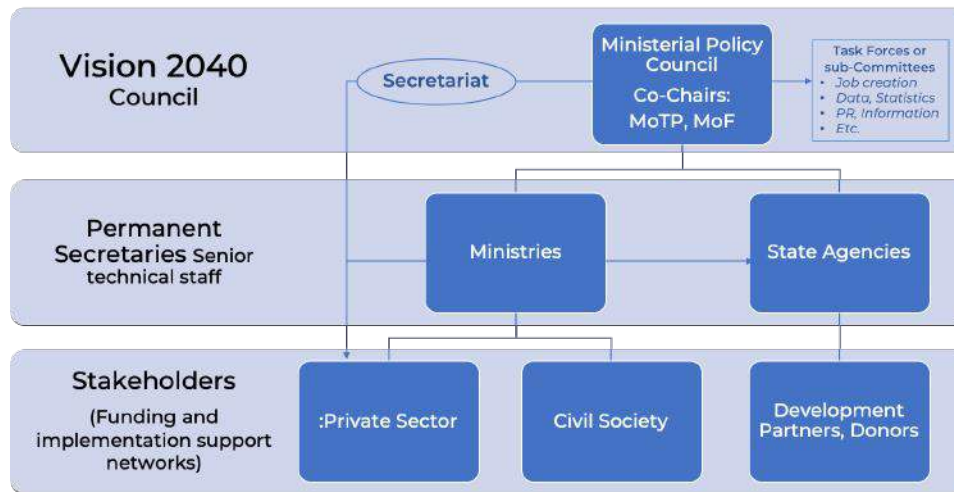 Vision 2040
Council
Secretariat
Ministerial Policy
Council
Co-Chairs:
MoTP, MoF
Task Forces or
sub-Committees
• Job creation
• Data, Statistics
• PR, Information
• Etc.
Permanent
Secretaries Senior
technical staff
Ministries
State Agencies
Stakeholders
(Funding and
implementation support
networks)
:Private Sector
Civil Society
Development
Partners, Donors